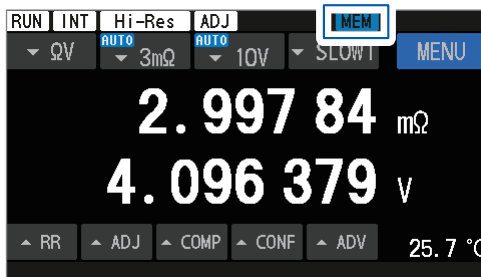 RUN INT Hi-Res ADJ MEM
ΩV AUTO 3mΩ AUTO 10V SLOW1 MENU
2.997 84 mΩ
4.096 379 V
RR ADJ COMP CONF ADV 25.7 °C